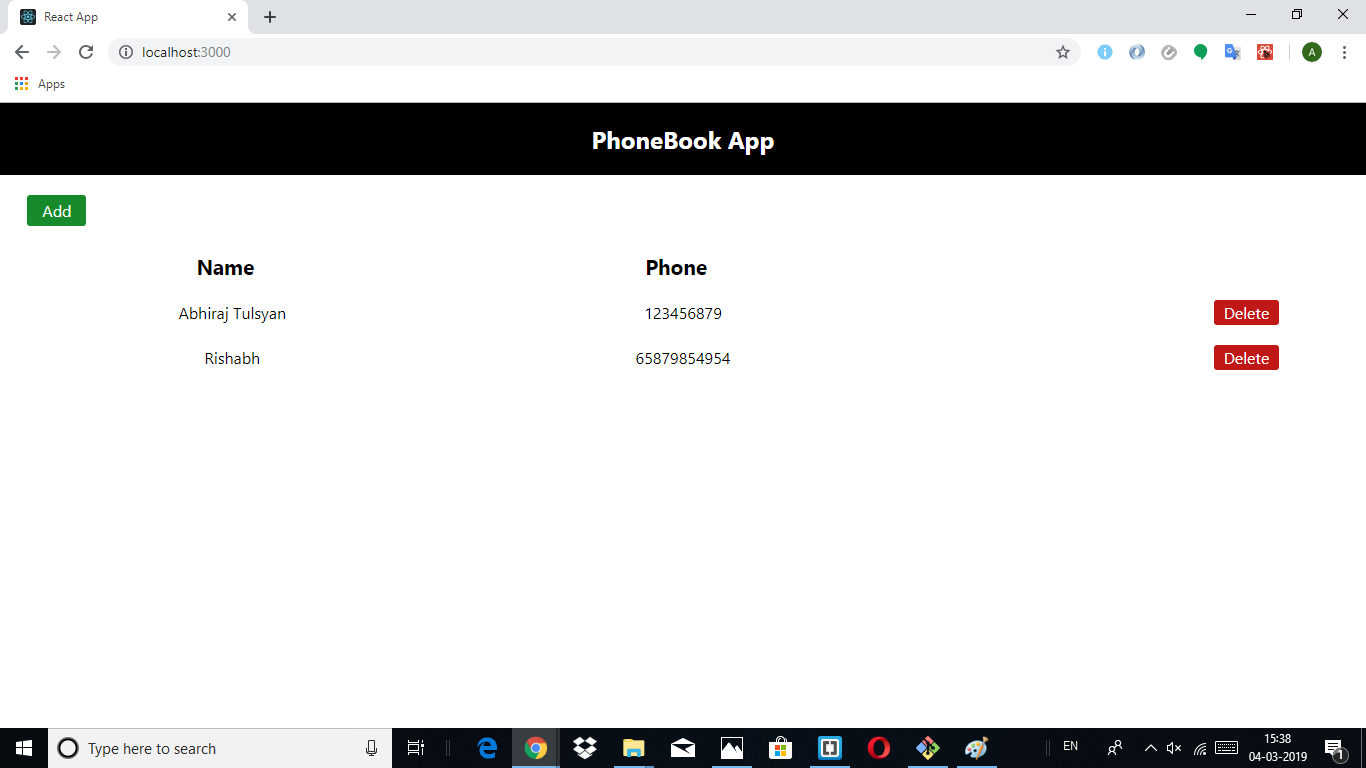 React App
localhost:3000
A
Apps
PhoneBook App
Add
Name Phone
Abhiraj Tulsyan 123456879 Delete
Rishabh 65879854954 Delete
Type here to search
EN
15:38
04-03-2019
1